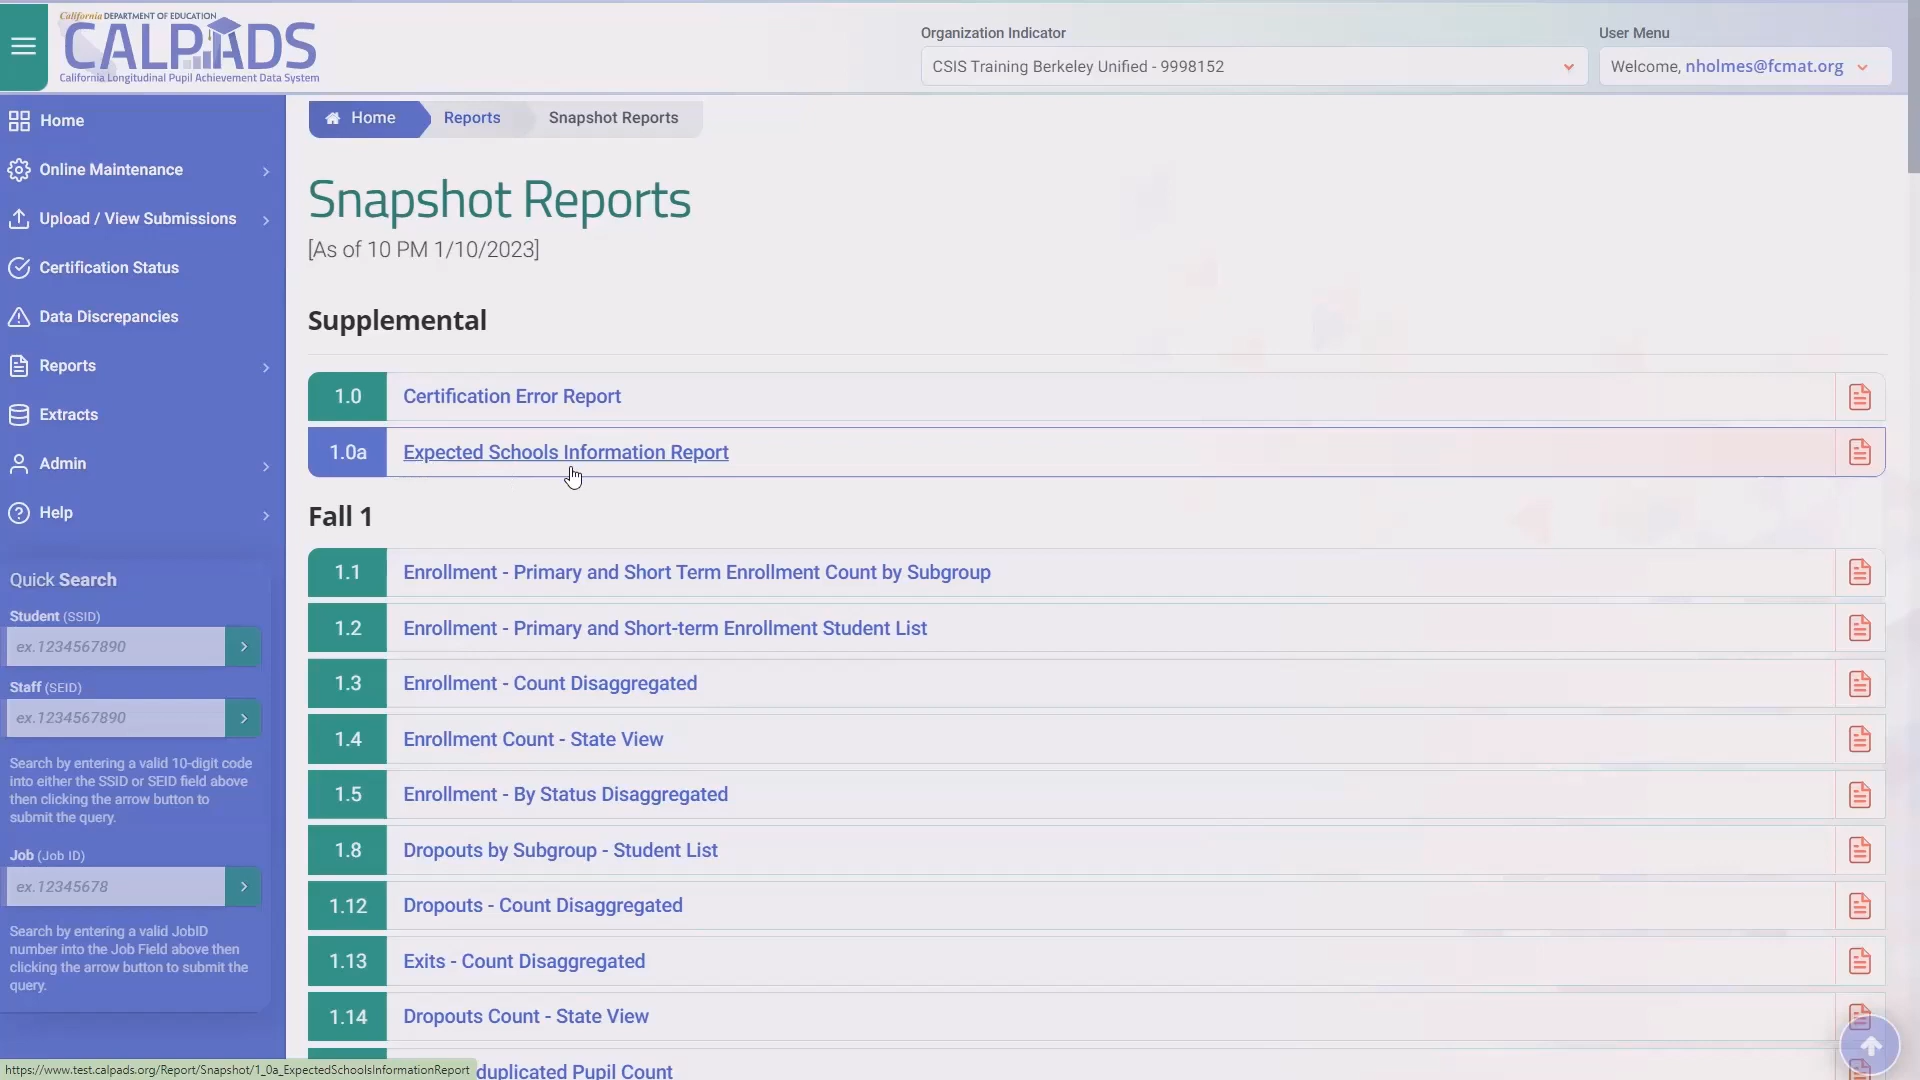 California DEPARTMENT OF EDUCATION
CALPADS
California Longitudinal Pupil Achievement Data System
Organization Indicator
CSIS Training Berkeley Unified - 9998152
User Menu
Welcome, nholmes@fcmat.org
Home
Online Maintenance
Upload / View Submissions
Certification Status
Data Discrepancies
Reports
Extracts
Admin
Help
Quick Search
Student (SSID)
ex.1234567890
Staff (SEID)
ex.1234567890
Search by entering a valid 10-digit code
into either the SSID or SEID field above
then clicking the arrow button to
submit the query.
Job (Job ID)
ex.12345678
Search by entering a valid JobID
number into the Job Field above then
clicking the arrow button to submit the
query.
Home Reports Snapshot Reports
Snapshot Reports
[As of 10 PM 1/10/2023]
Supplemental
1.0 Certification Error Report
1.0a Expected Schools Information Report
Fall 1
1.1 Enrollment - Primary and Short Term Enrollment Count by Subgroup
1.2 Enrollment - Primary and Short-term Enrollment Student List
1.3 Enrollment - Count Disaggregated
1.4 Enrollment Count - State View
1.5 Enrollment - By Status Disaggregated
1.8 Dropouts by Subgroup - Student List
1.12 Dropouts - Count Disaggregated
1.13 Exits - Count Disaggregated
1.14 Dropouts Count - State View
duplicated Pupil Count
https://www.test.calpads.org/Report/Snapshot/1_0a_ExpectedSchoolsInformationReport